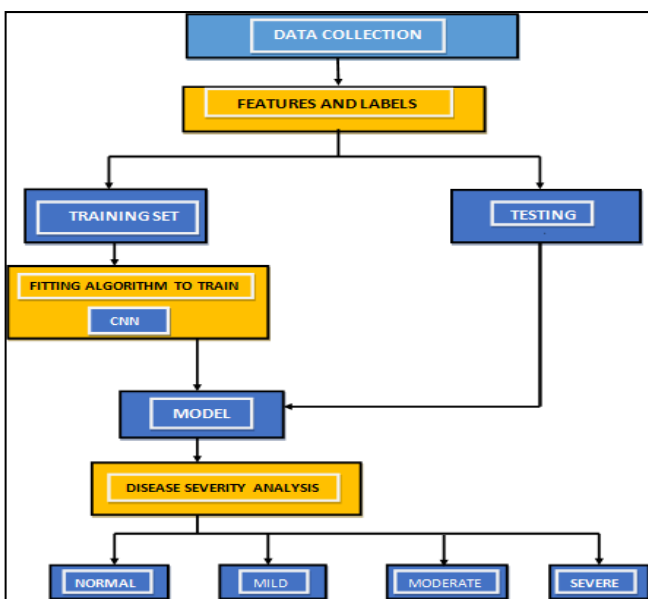 DATA COLLECTION
FEATURES AND LABELS
TRAINING SET
TESTING
FITTING ALGORITHM TO TRAIN
CNN
MODEL
DISEASE SEVERITY ANALYSIS
NORMAL
MILD
MODERATE
SEVERE